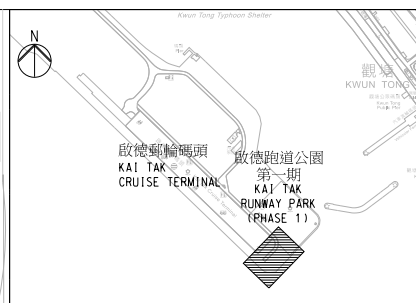 Kwun Tong Typhoon Shelter
N
觀塘
KWUN TONG
啟德郵輪碼頭
KAI TAK
CRUISE TERMINAL
啟德跑道公園
第一期
KAI TAK
RUNWAY PARK
(PHASE 1)